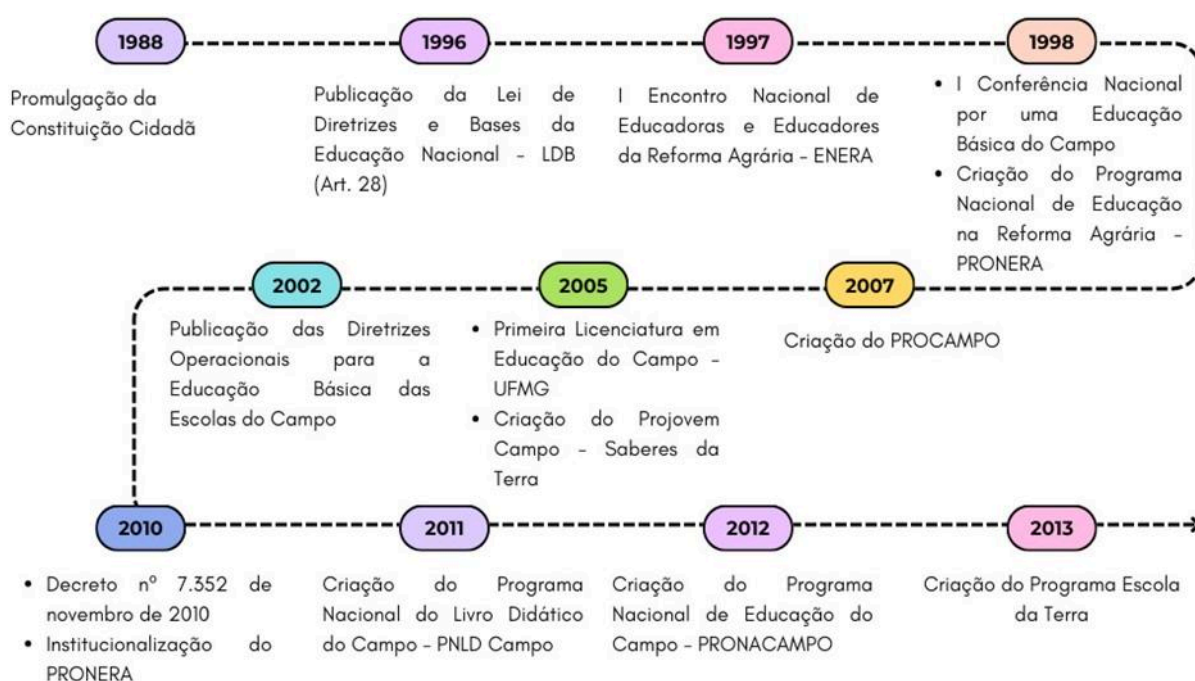 1988
Promulgação da
Constituição Cidadã
1996
Publicação da Lei de
Diretrizes e Bases da
Educação Nacional - LDB
(Art. 28)
1997
I Encontro Nacional de
Educadoras e Educadores
da Reforma Agrária - ENERA
1998
• I Conferência Nacional
por uma Educação
Básica do Campo
• Criação do Programa
Nacional de Educação
na Reforma Agrária -
PRONERA
2002
Publicação das Diretrizes
Operacionais para a
Educação Básica das
Escolas do Campo
2005
• Primeira Licenciatura em
Educação do Campo -
UFMG
• Criação do Projovem
Campo - Saberes da
Terra
2007
Criação do PROCAMPO
2010
• Decreto nº 7.352 de
novembro de 2010
• Institucionalização do
PRONERA
2011
Criação do Programa
Nacional do Livro Didático
do Campo - PNLD Campo
2012
Criação do Programa
Nacional de Educação do
Campo - PRONACAMPO
2013
Criação do Programa Escola
da Terra